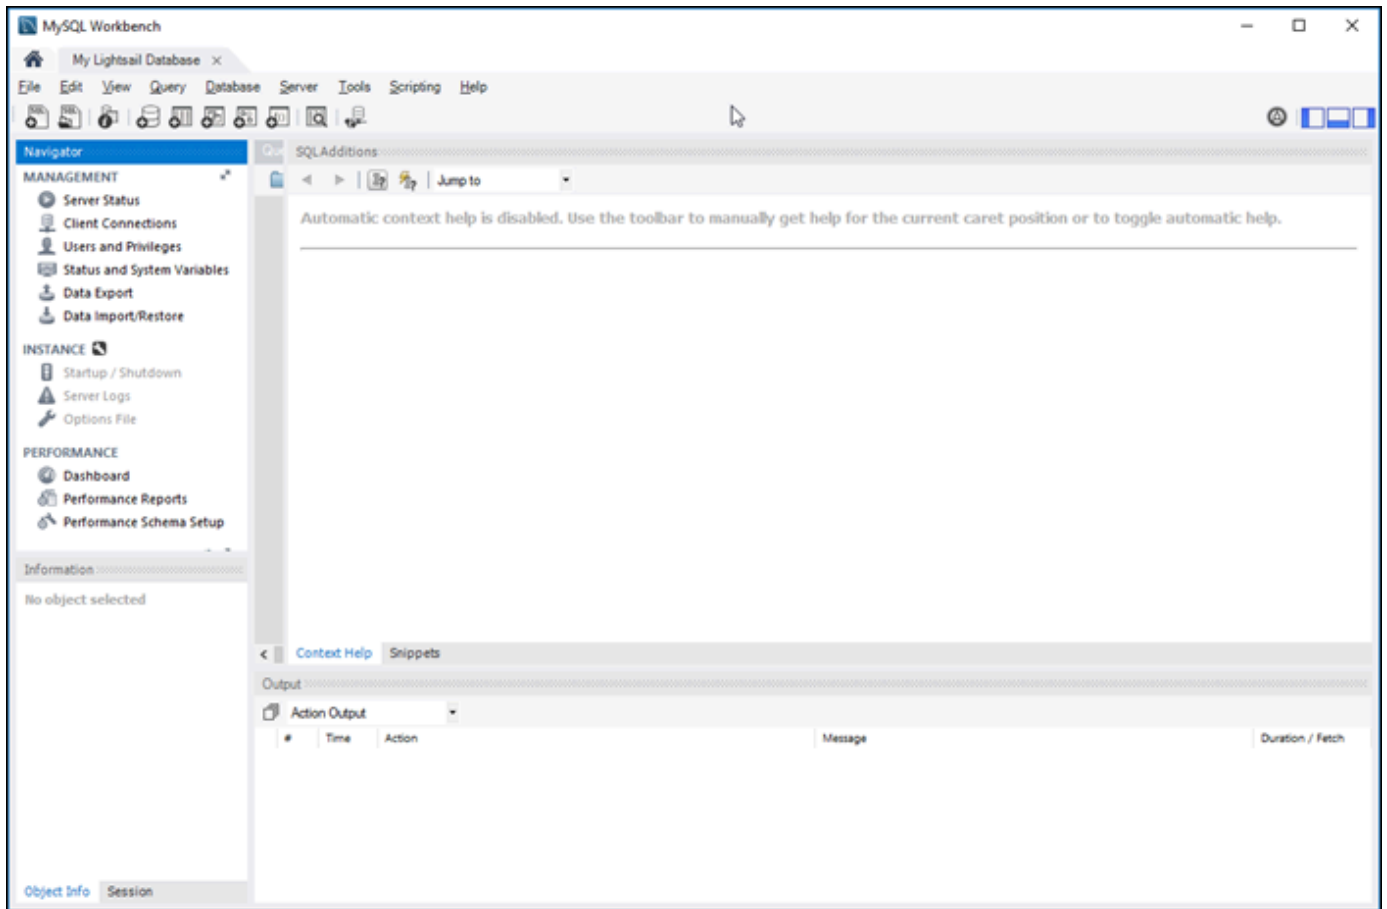 MySQL Workbench
My Lightsail Database
File Edit View Query Database Server Tools Scripting Help
Navigator
MANAGEMENT
Server Status
Client Connections
Users and Privileges
Status and System Variables
Data Export
Data Import/Restore
INSTANCE
Startup / Shutdown
Server Logs
Options File
PERFORMANCE
Dashboard
Performance Reports
Performance Schema Setup
Information
No object selected
Object Info Session
SQLAdditions
Jump to
Automatic context help is disabled. Use the toolbar to manually get help for the current caret position or to toggle automatic help.
Context Help Snippets
Output
Action Output
# Time Action Message Duration / Fetch